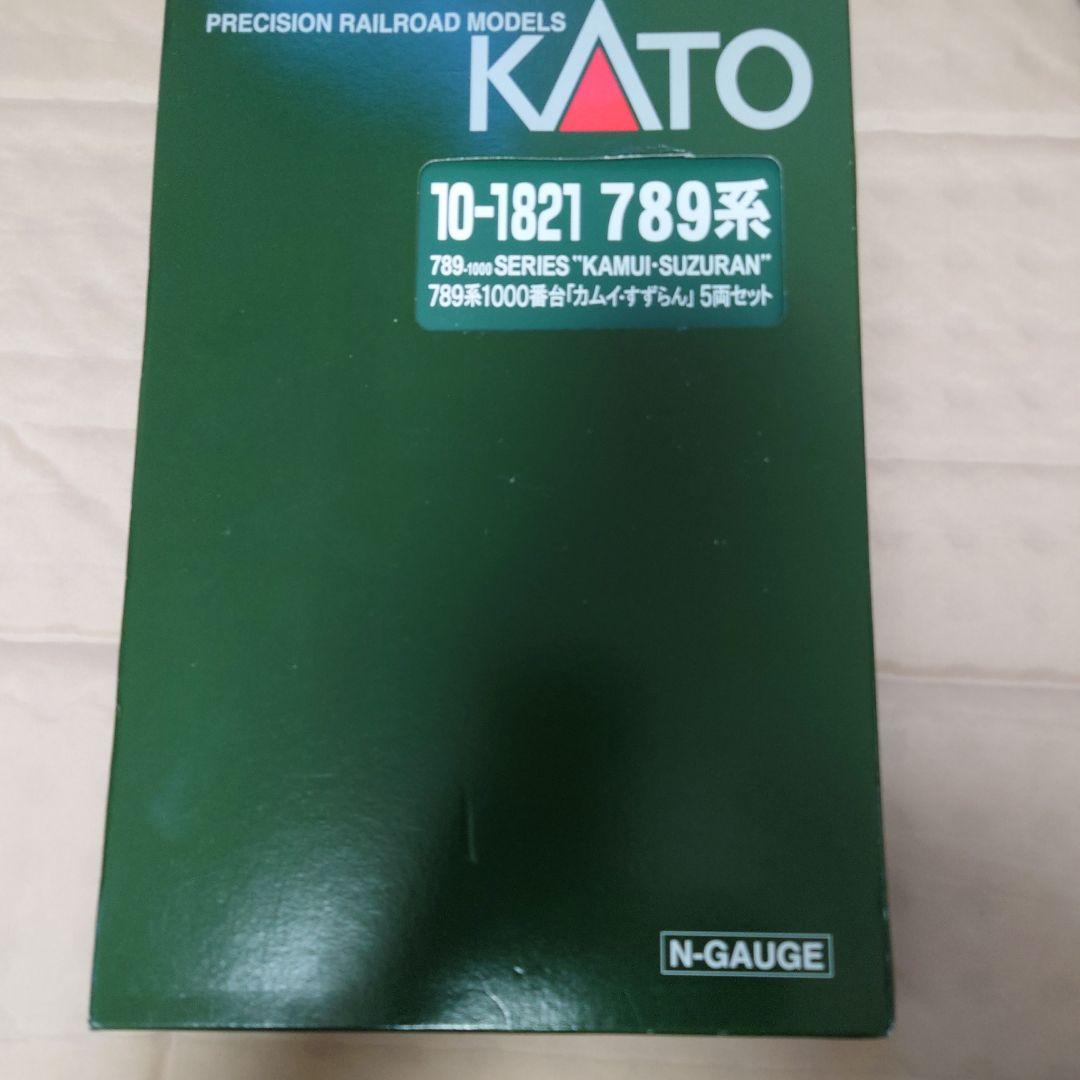 PRECISION RAILROAD MODELS
KATO
10-1821 789系
789-1000 SERIES "KAMUI·SUZURAN"
789系1000番台「カムイ・すずらん」5両セット
N-GAUGE